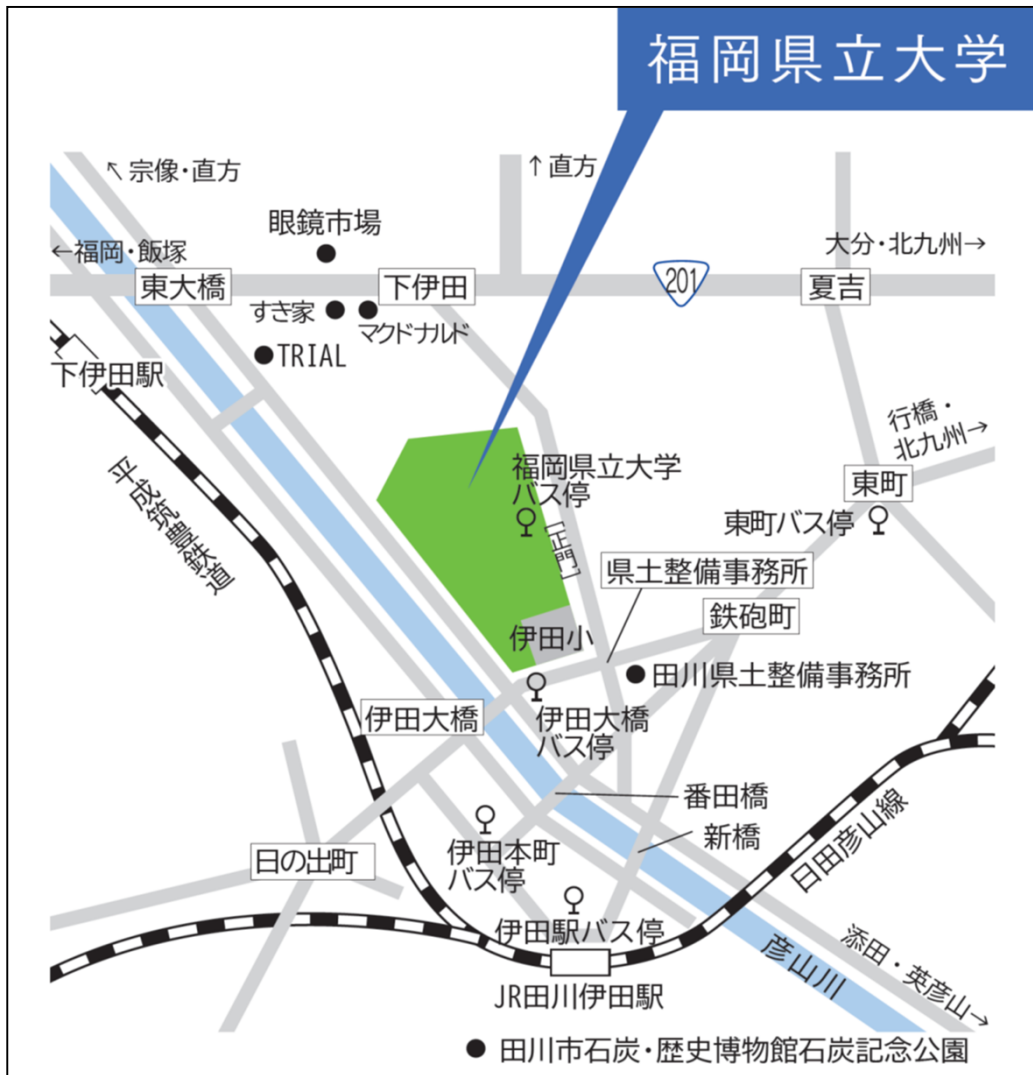 福岡県立大学
↖宗像・直方
↑直方
眼鏡市場
←福岡・飯塚
大分・北九州→
東大橋
下伊田
201
夏吉
すき家
マクドナルド
TRIAL
下伊田駅
行橋・
北九州→
平成筑豊鉄道
福岡県立大学
バス停
東町
[正門]
東町バス停
県土整備事務所
鉄砲町
伊田小
田川県土整備事務所
伊田大橋
伊田大橋
バス停
番田橋
新橋
日田彦山線
伊田本町
バス停
日の出町
伊田駅バス停
彦山川
添田・英彦山→
JR田川伊田駅
田川市石炭・歴史博物館石炭記念公園